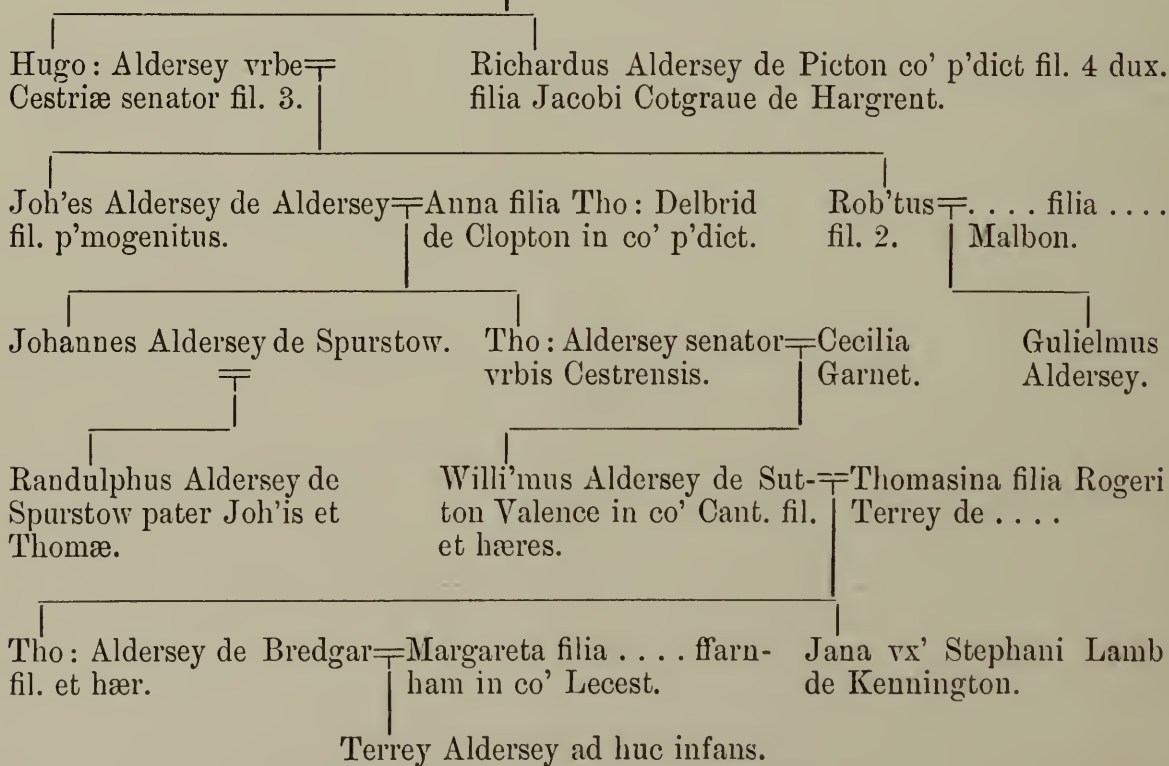 Hugo: Aldersey vrbe
Cestriæ senator fil. 3.
Richardus Aldersey de Picton co' p'dict fil. 4 dux.
filia Jacobi Cotgraue de Hargrent.
Joh'es Aldersey de Aldersey
fil. p'mogenitus.
Anna filia Tho: Delbrid
de Clopton in co' p'dict.
Rob'tus
fil. 2.
. . . . filia . . . .
Malbon.
Johannes Aldersey de Spurstow.
Tho: Aldersey senator
vrbis Cestrensis.
Cecilia
Garnet.
Gulielmus
Aldersey.
Randulphus Aldersey de
Spurstow pater Joh'is et
Thomæ.
Willi'mus Aldersey de Sut-
ton Valence in co' Cant. fil.
et hæres.
Thomasina filia Rogeri
Terrey de . . . .
Tho: Aldersey de Bredgar
fil. et hær.
Margareta filia . . . . ffarn-
ham in co' Lecest.
Jana vx' Stephani Lamb
de Kennington.
Terrey Aldersey ad huc infans.